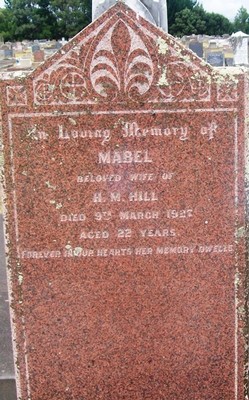 In Loving Memory of
MABEL
BELOVED WIFE OF
H. M. HILL
DIED 9TH MARCH 1927
AGED 22 YEARS
FOREVER IN OUR HEARTS HER MEMORY DWELLS